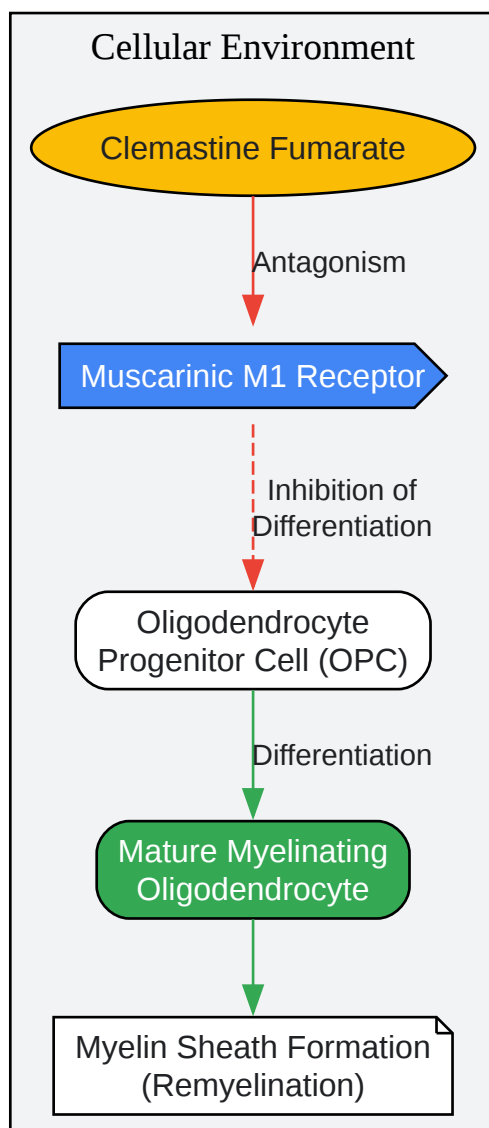 Cellular Environment
Clemastine Fumarate
Antagonism
Muscarinic M1 Receptor
Inhibition of
Differentiation
Oligodendrocyte
Progenitor Cell (OPC)
Differentiation
Mature Myelinating
Oligodendrocyte
Myelin Sheath Formation
(Remyelination)